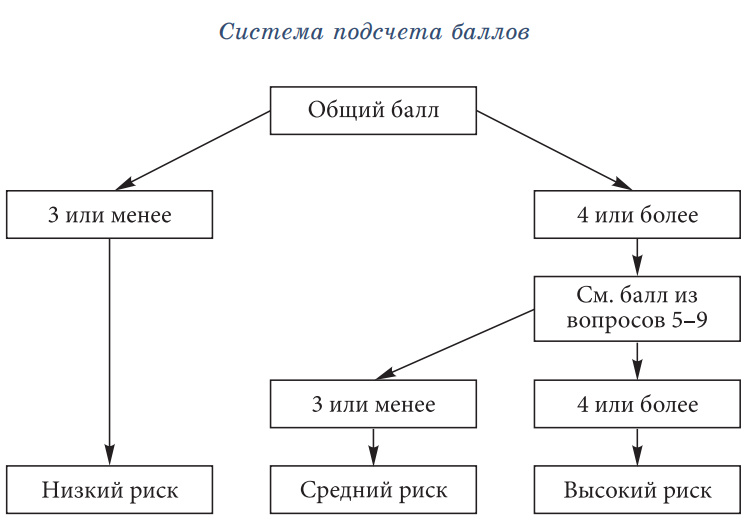 Система подсчета баллов
Общий балл
3 или менее
4 или более
См. балл из
вопросов 5–9
3 или менее
4 или более
Низкий риск
Средний риск
Высокий риск